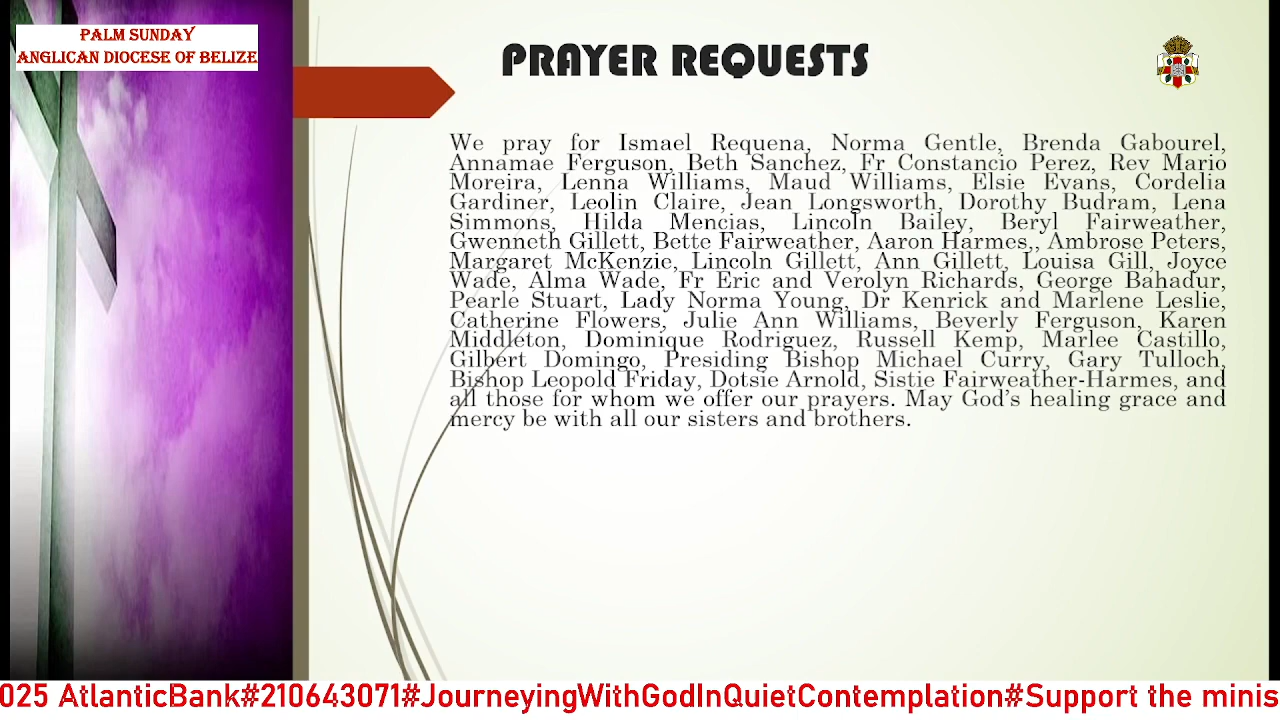 PALM SUNDAY
ANGLICAN DIOCESE OF BELIZE
PRAYER REQUESTS
We pray for Ismael Requena, Norma Gentle, Brenda Gabourel,
Annamae Ferguson, Beth Sanchez, Fr Constancio Perez, Rev Mario
Moreira, Lenna Williams, Maud Williams, Elsie Evans, Cordelia
Gardiner, Leolin Claire, Jean Longsworth, Dorothy Budram, Lena
Simmons, Hilda Mencias, Lincoln Bailey, Beryl Fairweather,
Gwenneth Gillett, Bette Fairweather, Aaron Harmes,, Ambrose Peters,
Margaret McKenzie, Lincoln Gillett, Ann Gillett, Louisa Gill, Joyce
Wade, Alma Wade, Fr Eric and Verolyn Richards, George Bahadur,
Pearle Stuart, Lady Norma Young, Dr Kenrick and Marlene Leslie,
Catherine Flowers, Julie Ann Williams, Beverly Ferguson, Karen
Middleton, Dominique Rodriguez, Russell Kemp, Marlee Castillo,
Gilbert Domingo, Presiding Bishop Michael Curry, Gary Tulloch,
Bishop Leopold Friday, Dotsie Arnold, Sistie Fairweather-Harmes, and
all those for whom we offer our prayers. May God's healing grace and
mercy be with all our sisters and brothers.
025 AtlanticBank#210643071#JourneyingWithGodInQuietContemplation#Support the minis